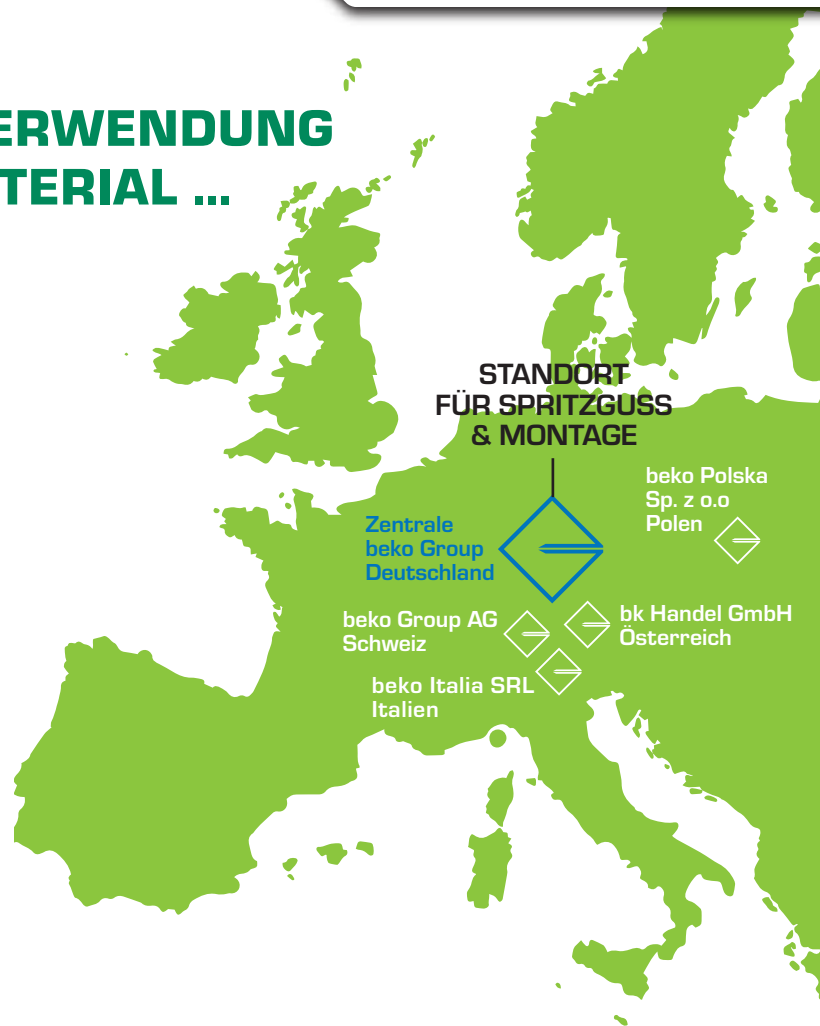 ERWENDUNG
TERIAL ...
STANDORT
FÜR SPRITZGUSS
& MONTAGE
beko Polska
Sp. z o.o
Polen
Zentrale
beko Group
Deutschland
beko Group AG
Schweiz
bk Handel GmbH
Österreich
beko Italia SRL
Italien